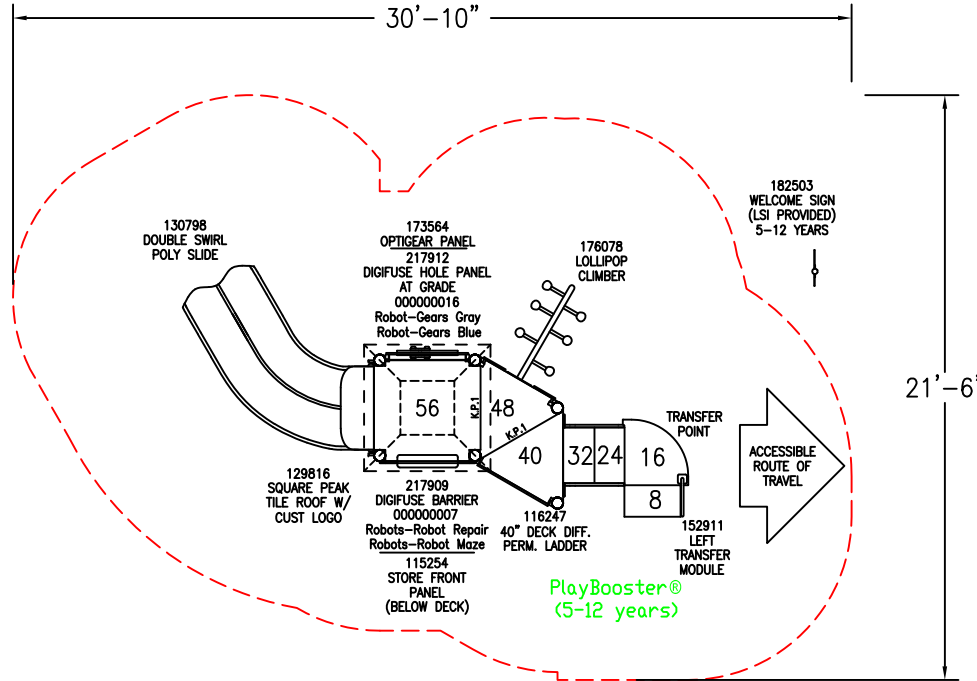 30'-10"
21'-6"
182503
WELCOME SIGN
(LSI PROVIDED)
5-12 YEARS
130798
DOUBLE SWIRL
POLY SLIDE
173564
OPTIGEAR PANEL
217912
DIGIFUSE HOLE PANEL
AT GRADE
000000016
Robot-Gears Gray
Robot-Gears Blue
176078
LOLLIPOP
CLIMBER
56
K.P.1
48
K.P.1
40
32
24
16
8
TRANSFER
POINT
ACCESSIBLE
ROUTE OF
TRAVEL
129816
SQUARE PEAK
TILE ROOF W/
CUST LOGO
217909
DIGIFUSE BARRIER
000000007
Robots-Robot Repair
Robots-Robot Maze
115254
STORE FRONT
PANEL
(BELOW DECK)
116247
40" DECK DIFF.
PERM. LADDER
152911
LEFT
TRANSFER
MODULE
PlayBooster®
(5-12 years)